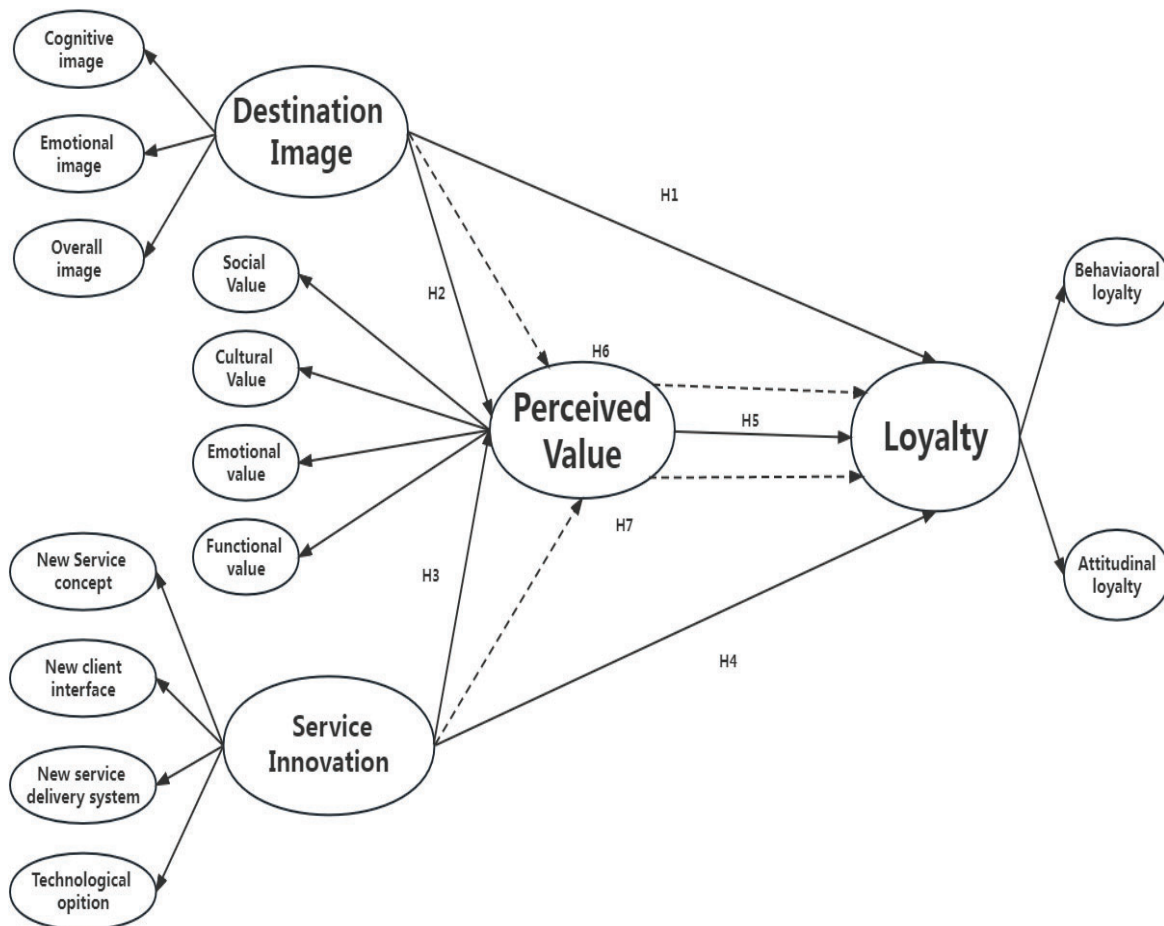 Cognitive
image
Destination
Image
Emotional
image
Overall
image
H1
Social
Value
H2
Behaviaoral
loyalty
Cultural
Value
H6
Perceived
Value
H5
Loyalty
Emotional
value
H7
Functional
value
New Service
concept
H3
Attitudinal
loyalty
New client
interface
H4
Service
Innovation
New service
delivery system
Technological
opition